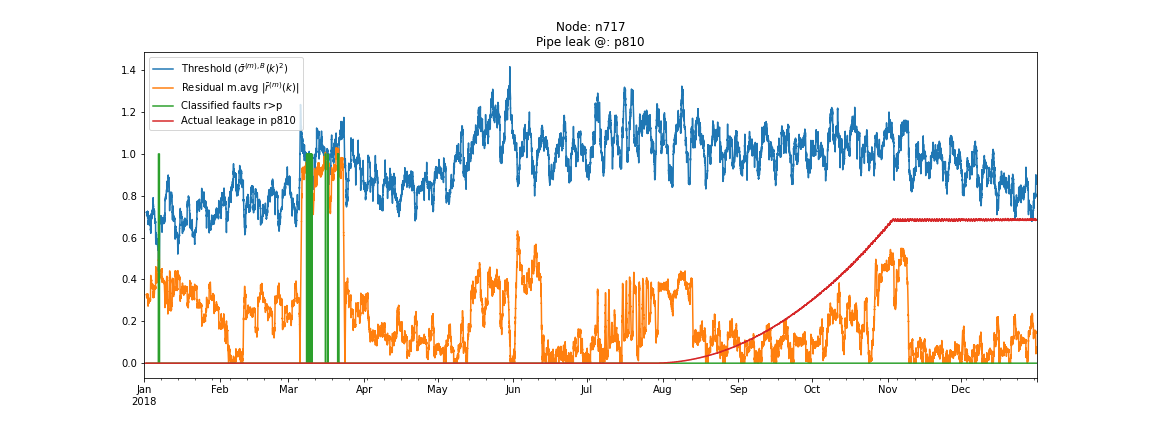 Node: n717
Pipe leak @: p810
Threshold (σ̄⁽ᵐ⁾,ᴮ(k)²)
Residual m.avg |r̄⁽ᵐ⁾(k)|
Classified faults r>p
Actual leakage in p810
1.4
1.2
1.0
0.8
0.6
0.4
0.2
0.0
Jan Feb Mar Apr May Jun Jul Aug Sep Oct Nov Dec
2018